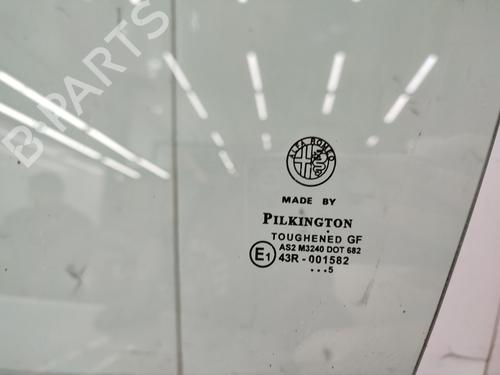 B PARTS
ALFA ROMEO
MADE BY
PILKINGTON
TOUGHENED GF
AS2 M3240 DOT 682
E1 43R - 001582
...5